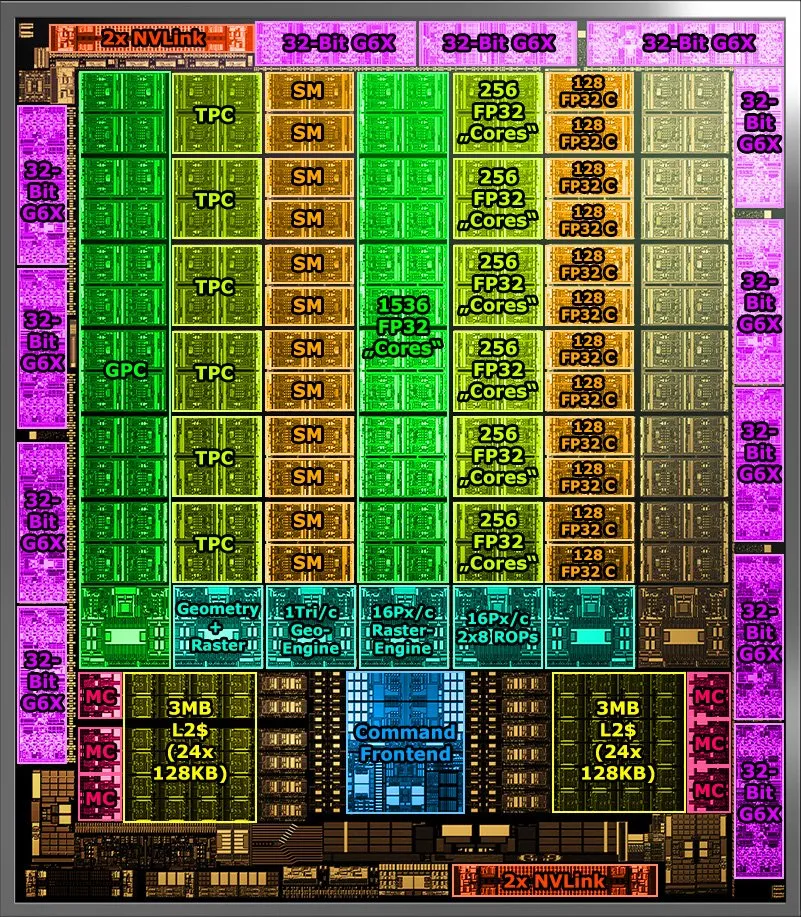 2x NVLink
32-Bit G6X
32-Bit G6X
32-Bit G6X
32-
Bit
G6X
32-
Bit
G6X
32-
Bit
G6X
32-
Bit
G6X
GPC
TPC
TPC
TPC
TPC
TPC
TPC
SM
SM
SM
SM
SM
SM
SM
SM
SM
SM
SM
SM
1536
FP32
„Cores“
256
FP32
„Cores“
256
FP32
„Cores“
256
FP32
„Cores“
256
FP32
„Cores“
256
FP32
„Cores“
256
FP32
„Cores“
128
FP32 C
128
FP32 C
128
FP32 C
128
FP32 C
128
FP32 C
128
FP32 C
128
FP32 C
128
FP32 C
128
FP32 C
128
FP32 C
128
FP32 C
128
FP32 C
32-
Bit
G6X
32-
Bit
G6X
32-
Bit
G6X
32-
Bit
G6X
32-
Bit
G6X
Geometry
+
Raster
1Tri/c
Geo-
Engine
16Px/c
Raster-
Engine
16Px/c
2x8 ROPs
MC
MC
MC
3MB
L2$
(24x
128KB)
Command
Frontend
3MB
L2$
(24x
128KB)
MC
MC
MC
2x NVLink